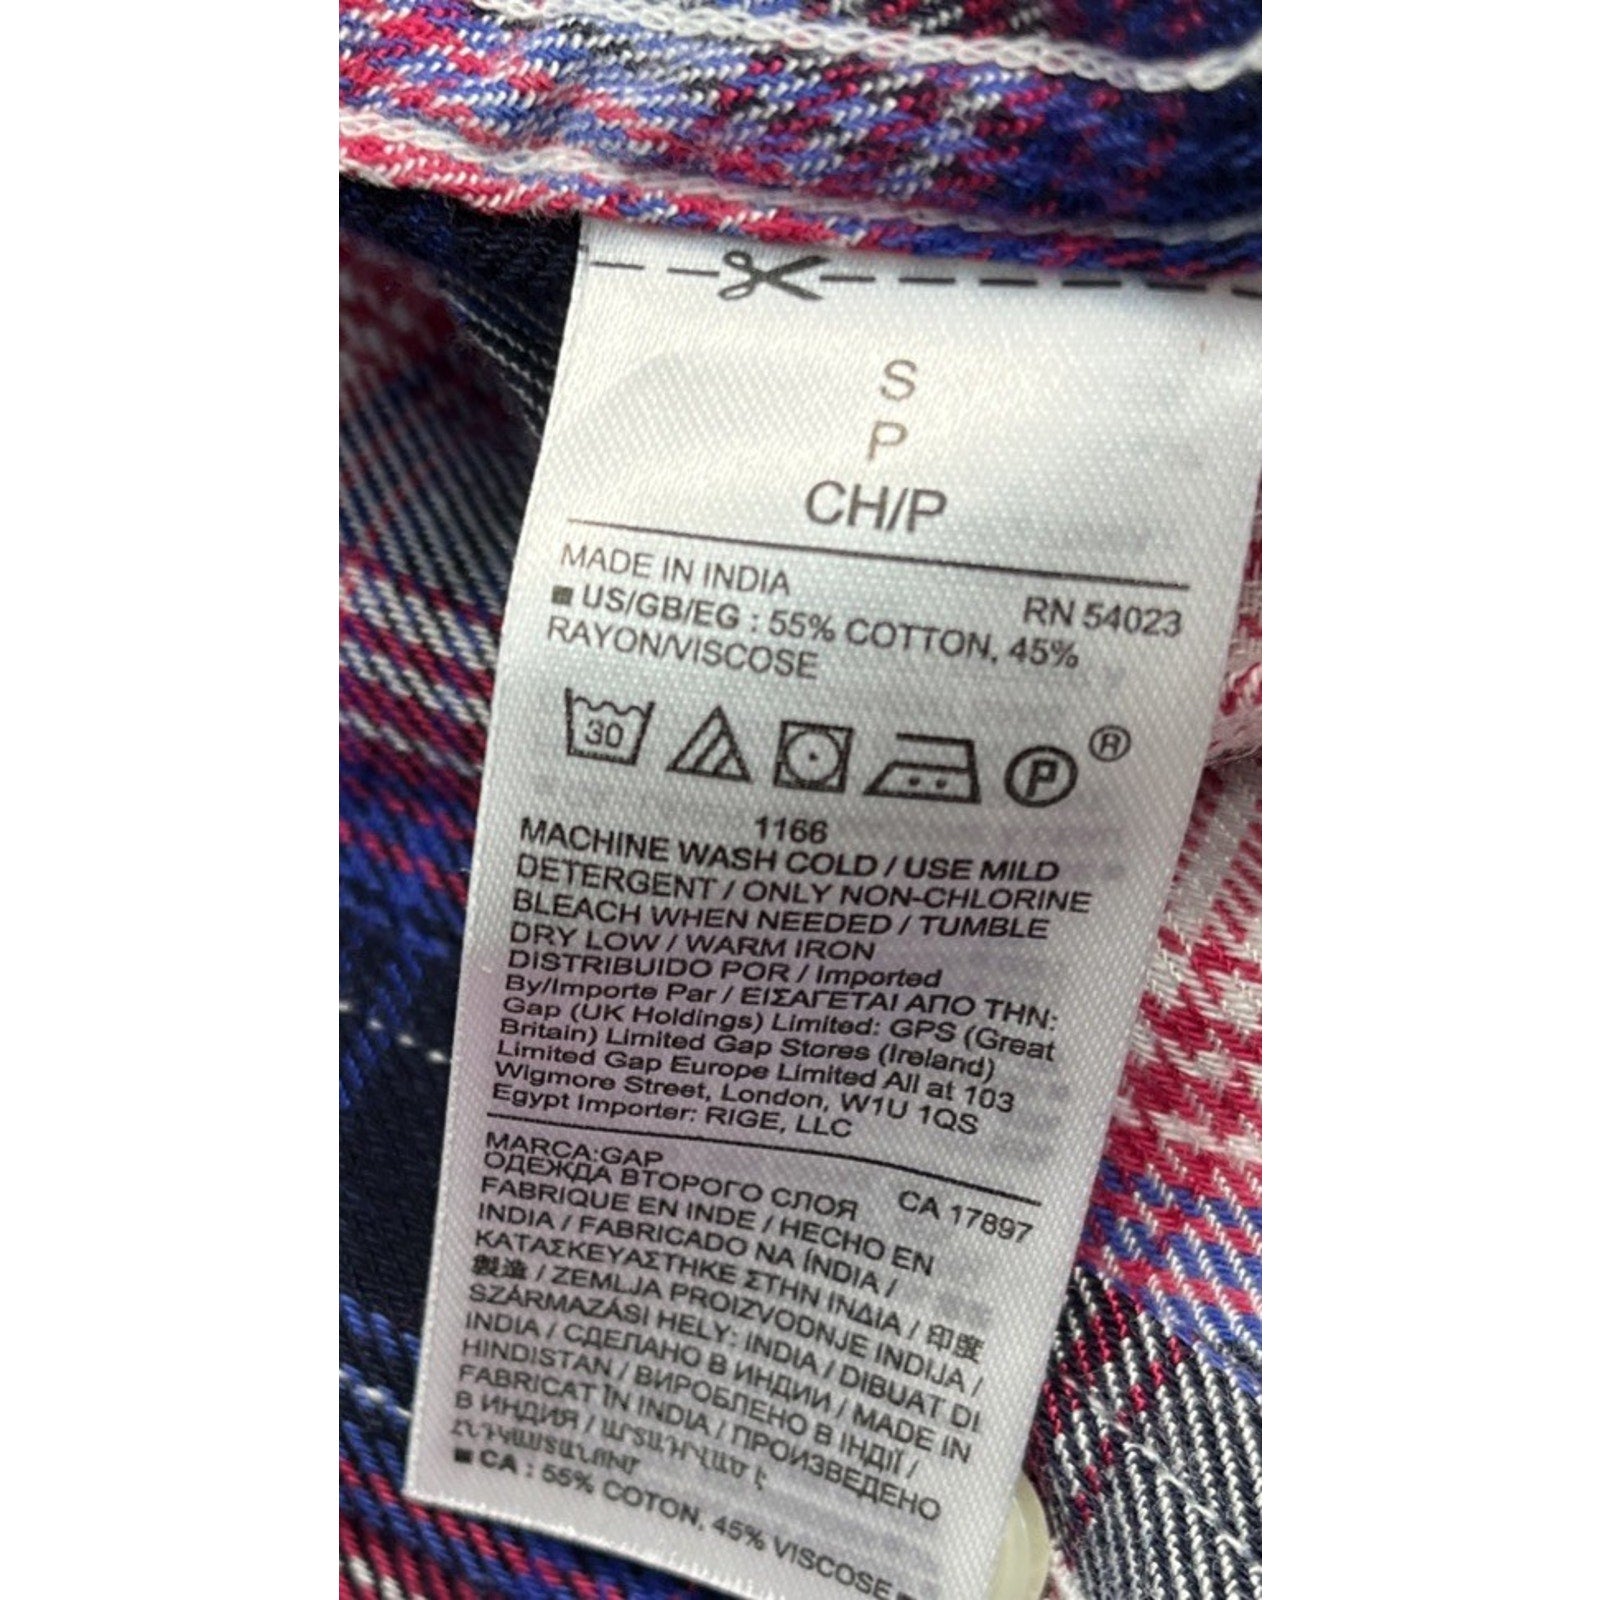 S
P
CH/P
MADE IN INDIA
RN 54023
US/GB/EG : 55% COTTON, 45%
RAYON/VISCOSE
30
P
®
1166
MACHINE WASH COLD / USE MILD
DETERGENT / ONLY NON-CHLORINE
BLEACH WHEN NEEDED / TUMBLE
DRY LOW / WARM IRON
DISTRIBUIDO POR / Imported
By/Importe Par / ΕΙΣΑΓΕΤΑΙ ΑΠΟ ΤΗΝ:
Gap (UK Holdings) Limited: GPS (Great
Britain) Limited Gap Stores (Ireland)
Limited Gap Europe Limited All at 103
Wigmore Street, London, W1U 1QS
Egypt Importer: RIGE, LLC
MARCA:GAP
CA 17897
ОДЕЖДА ВТОРОГО СЛОЯ
FABRIQUE EN INDE / HECHO EN
INDIA / FABRICADO NA ÍNDIA /
ΚΑΤΑΣΚΕΥΑΣΤΗΚΕ ΣΤΗΝ ΙΝΔΙΑ / 印度
製造 / ZEMLJA PROIZVODNJE INDIJA /
SZÁRMAZÁSI HELY: INDIA / DIBUAT DI
INDIA / СДЕЛАНО В ИНДИИ / MADE IN
HINDISTAN / ВИРОБЛЕНО В ІНДІЇ /
FABRICAT ÎN INDIA / ПРОИЗВЕДЕНО
В ИНДИЯ / ԱՐՏԱԴՐՎԱԾ Է
ՀՆԴԿԱՍՏԱՆՈՒՄ
CA : 55% COTON, 45% VISCOSE